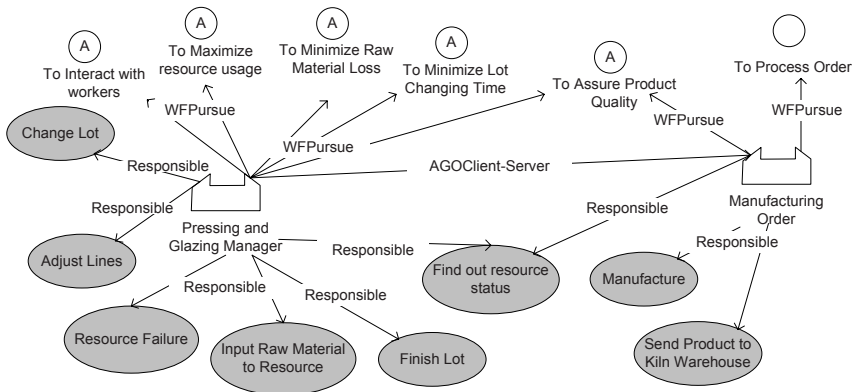 A
A
A
A
A
To Interact with
workers
To Maximize
resource usage
To Minimize Raw
Material Loss
To Minimize Lot
Changing Time
To Assure Product
Quality
To Process Order
WFPursue
WFPursue
WFPursue
WFPursue
Change Lot
Responsible
AGOClient-Server
Responsible
Pressing and
Glazing Manager
Responsible
Manufacturing
Order
Adjust Lines
Responsible
Find out resource
status
Responsible
Manufacture
Responsible
Responsible
Resource Failure
Input Raw Material
to Resource
Finish Lot
Send Product to
Kiln Warehouse